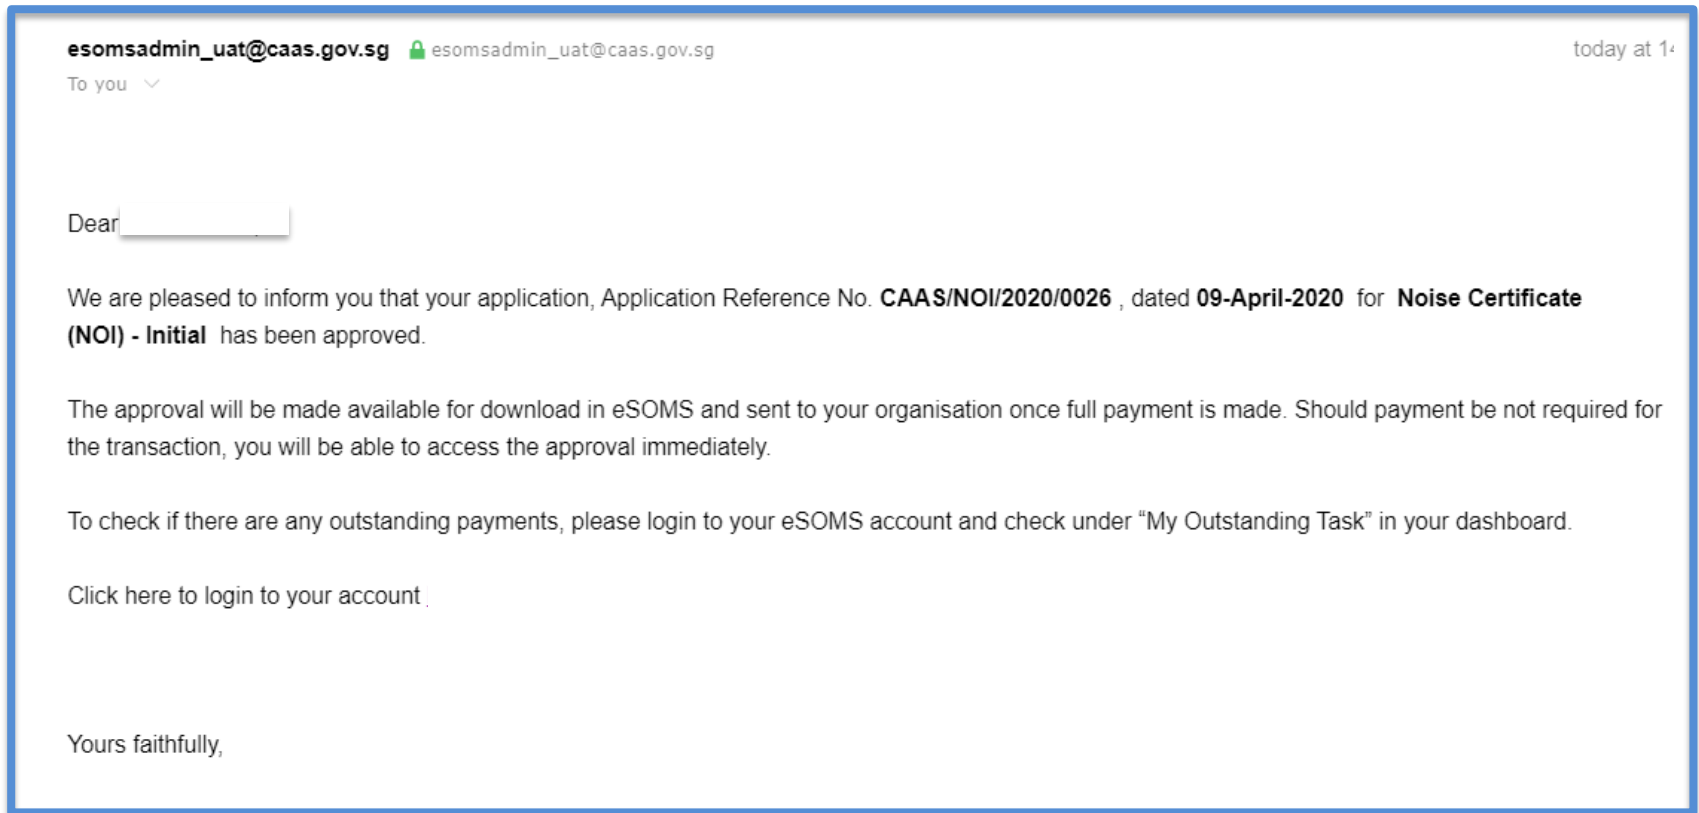 esomsadmin_uat@caas.gov.sg esomsadmin_uat@caas.gov.sg today at 14
To you
Dear
We are pleased to inform you that your application, Application Reference No. CAAS/NOI/2020/0026 , dated 09-April-2020 for Noise Certificate
(NOI) - Initial has been approved.
The approval will be made available for download in eSOMS and sent to your organisation once full payment is made. Should payment be not required for
the transaction, you will be able to access the approval immediately.
To check if there are any outstanding payments, please login to your eSOMS account and check under “My Outstanding Task” in your dashboard.
Click here to login to your account
Yours faithfully,